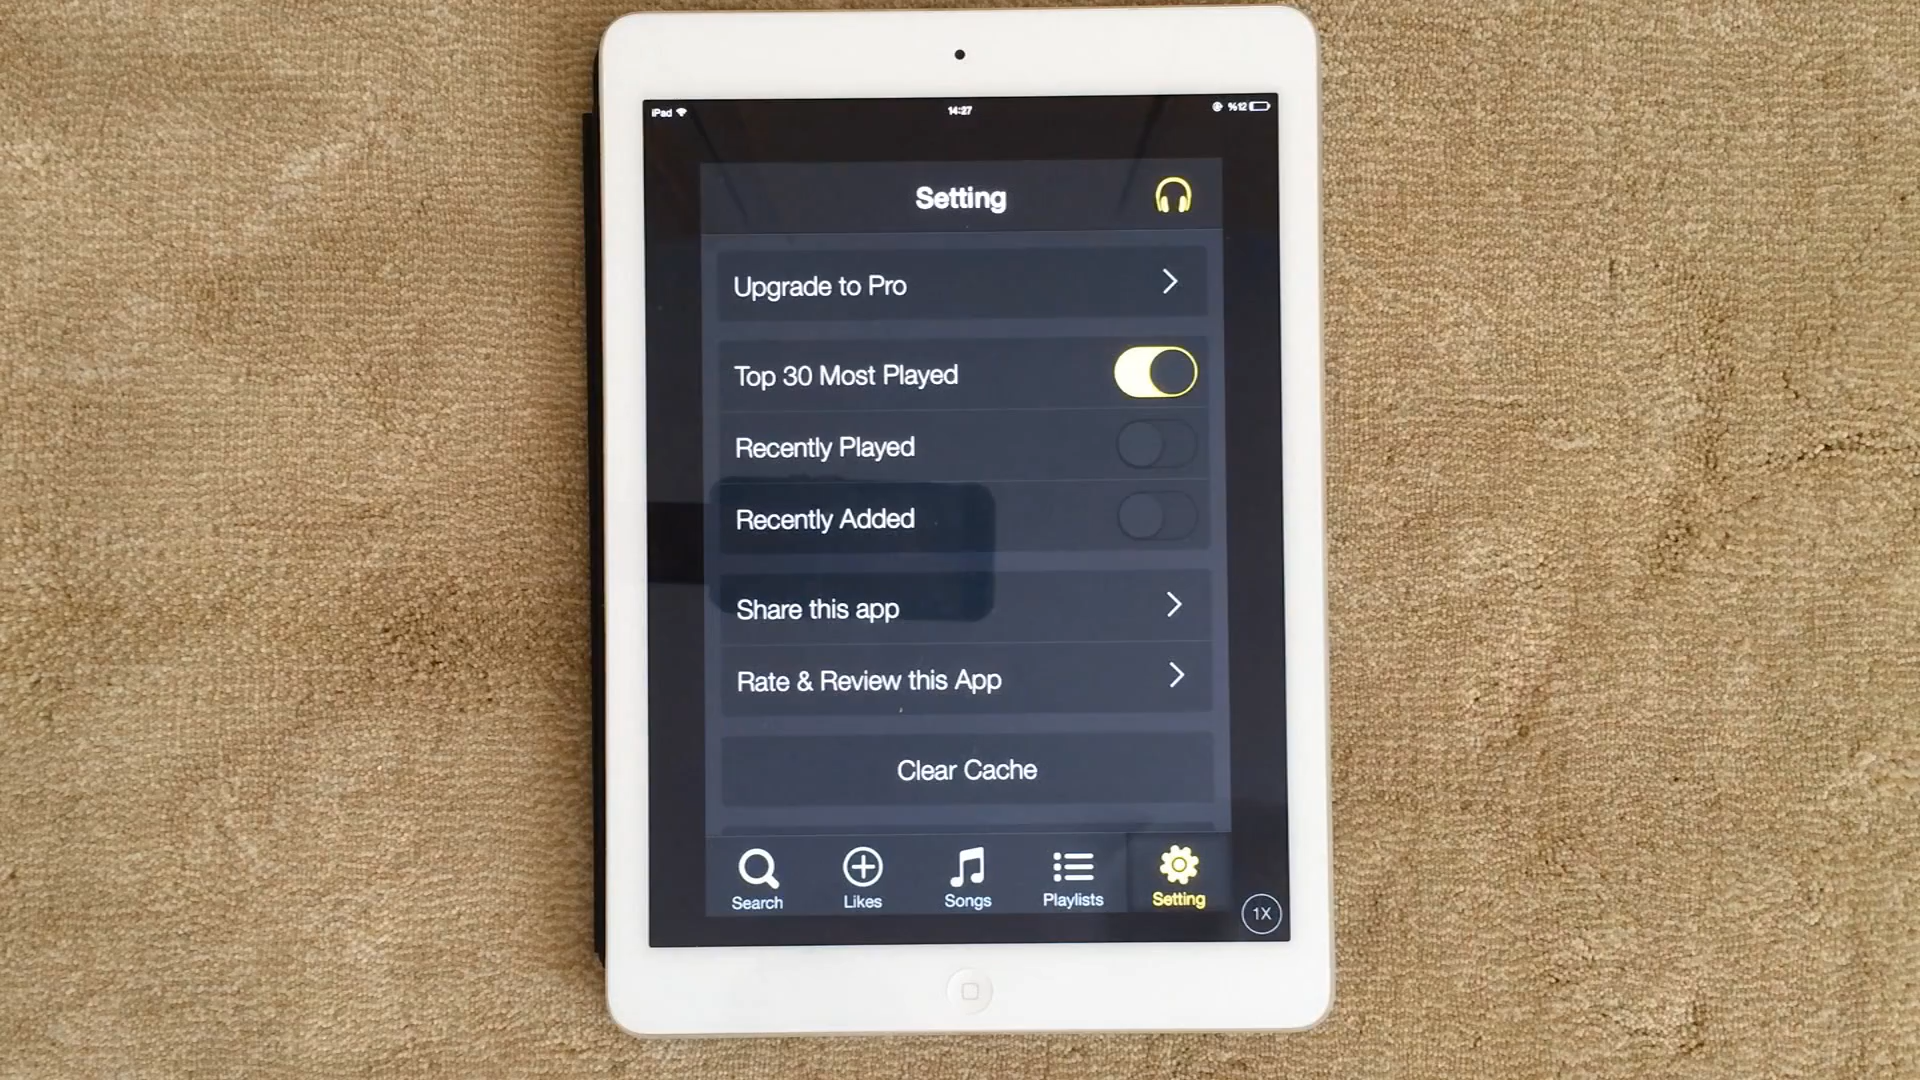 iPad
14:27
%12
Setting
Upgrade to Pro
Top 30 Most Played
Recently Played
Recently Added
Share this app
Rate & Review this App
Clear Cache
Search
Likes
Songs
Playlists
Setting
1X